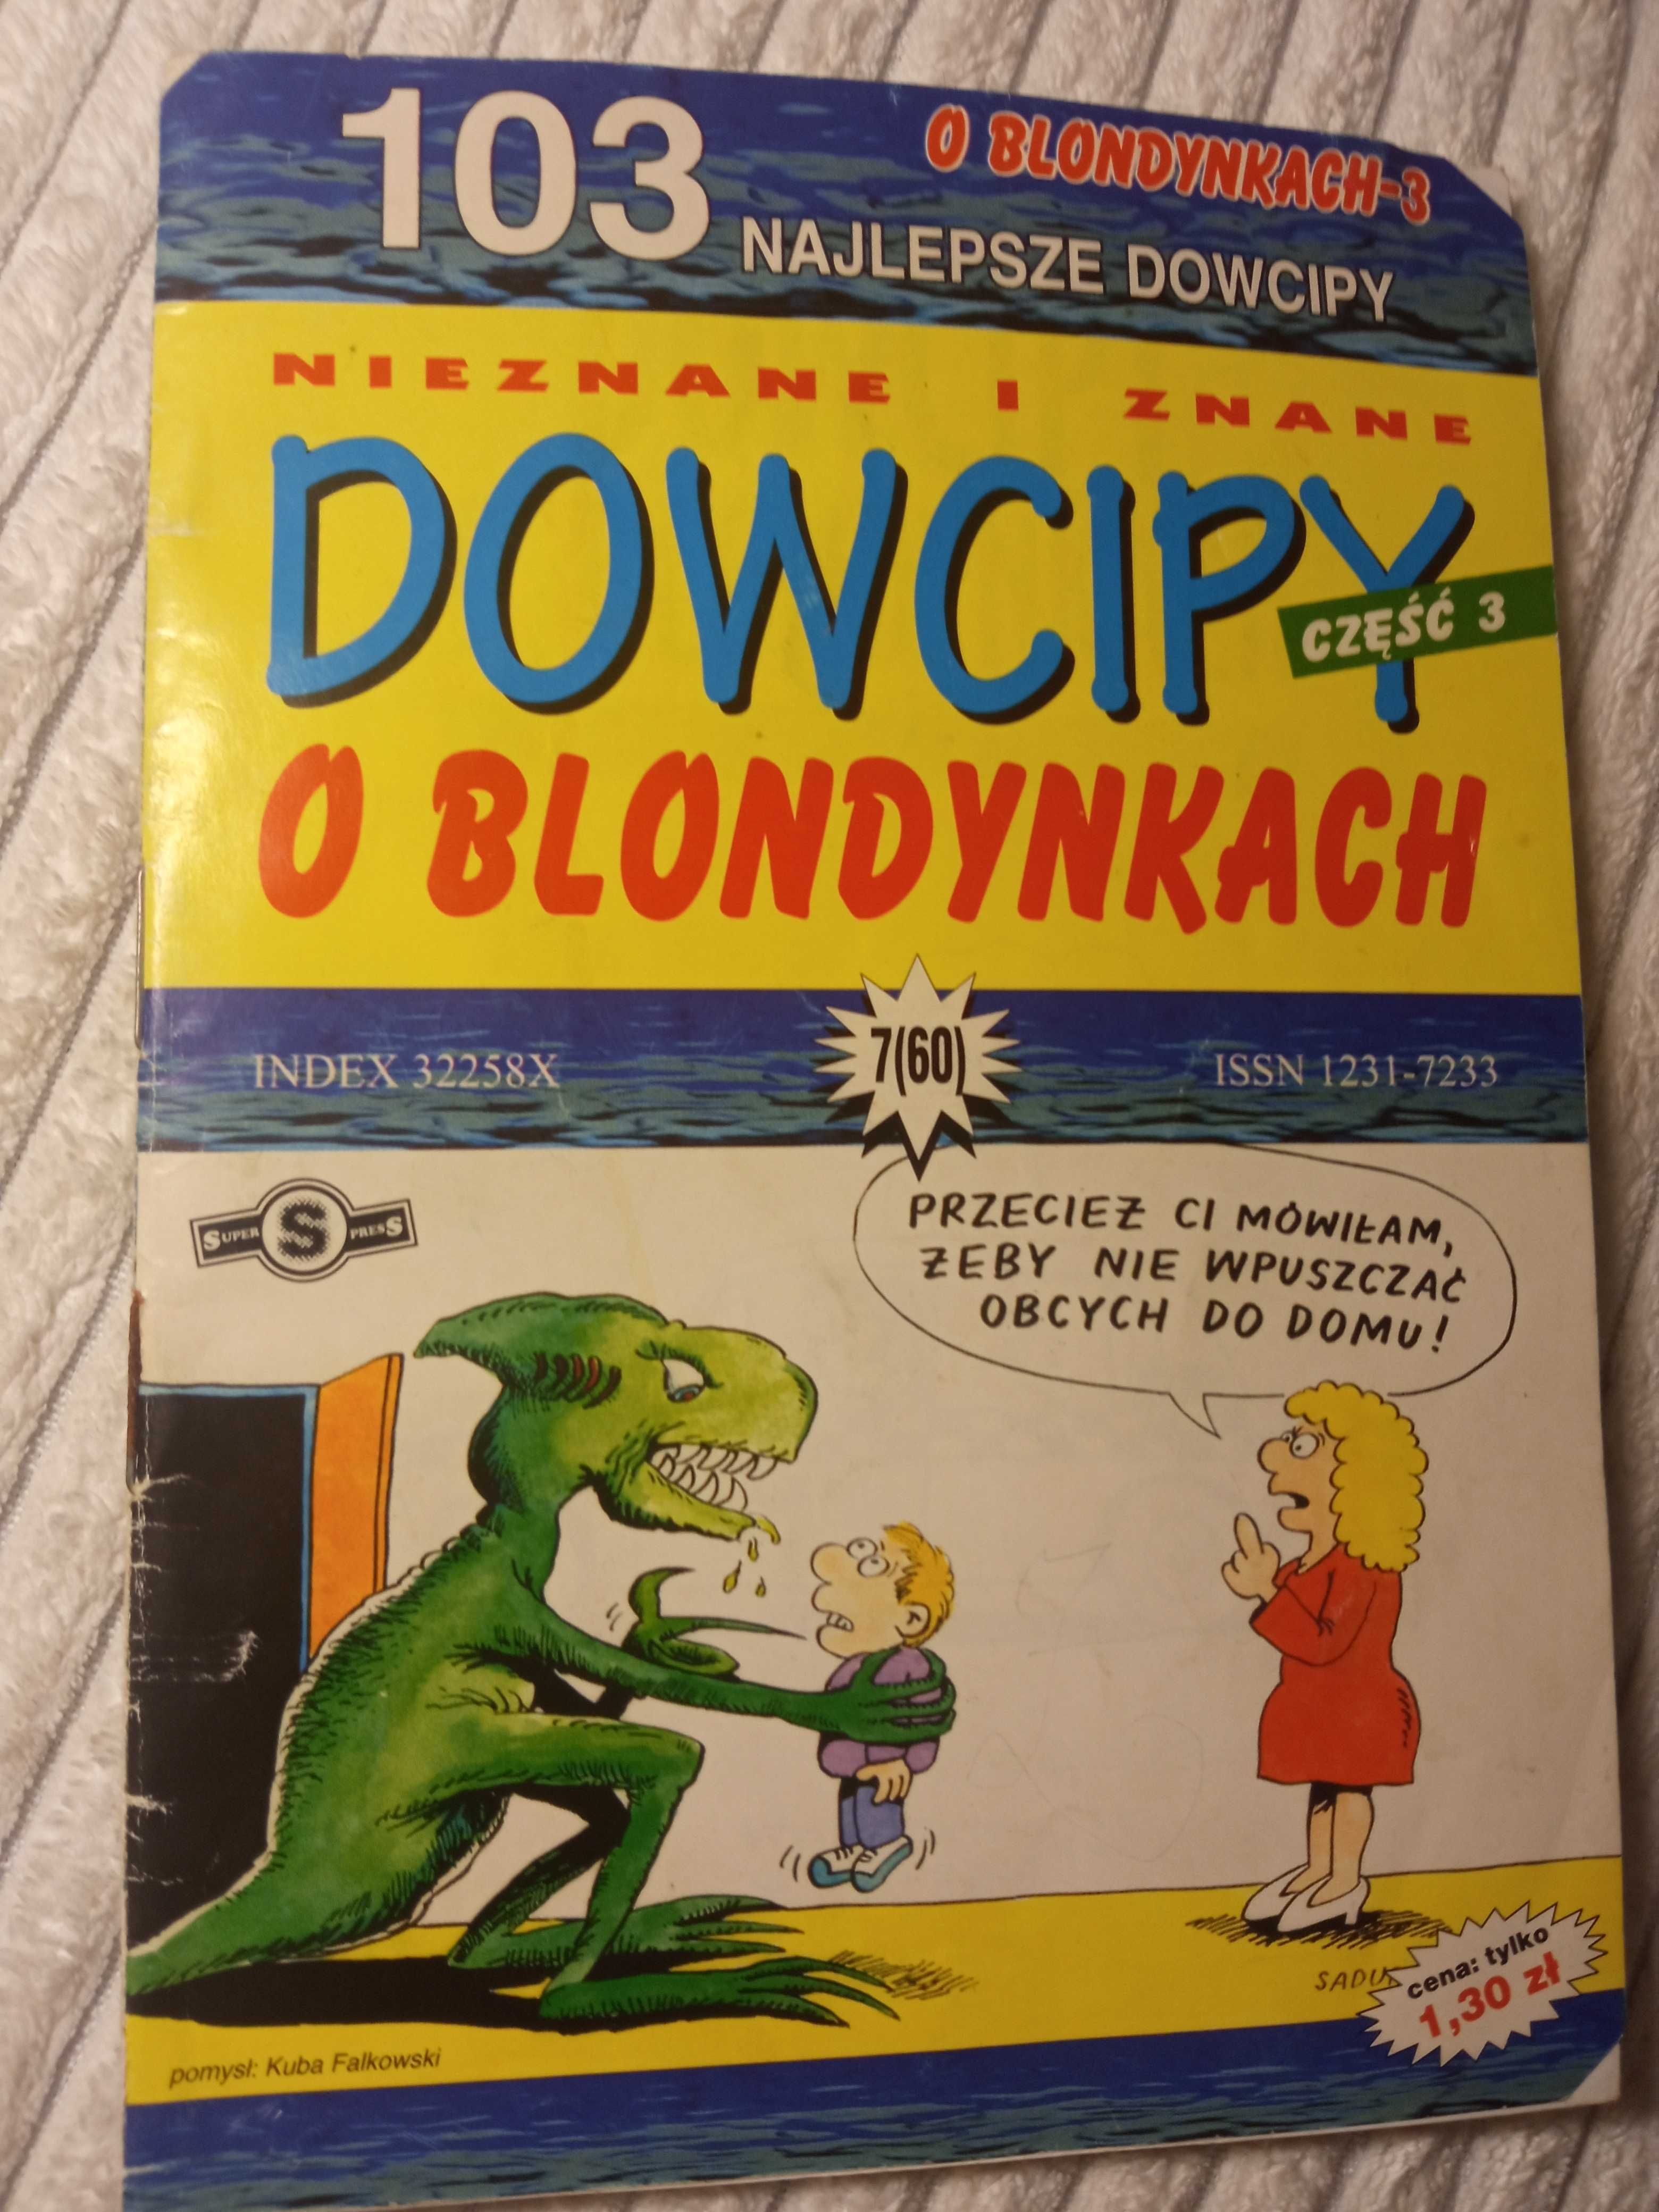 103
O BLONDYNKACH-3
NAJLEPSZE DOWCIPY
NIEZNANE I ZNANE
DOWCIPY
CZĘŚĆ 3
O BLONDYNKACH
INDEX 32258X
7(60)
ISSN 1231-7233
SUPER S PRESS
PRZECIEŻ CI MÓWIŁAM,
ŻEBY NIE WPUSZCZAĆ
OBCYCH DO DOMU!
cena: tylko
1,30 zł
pomysł: Kuba Falkowski